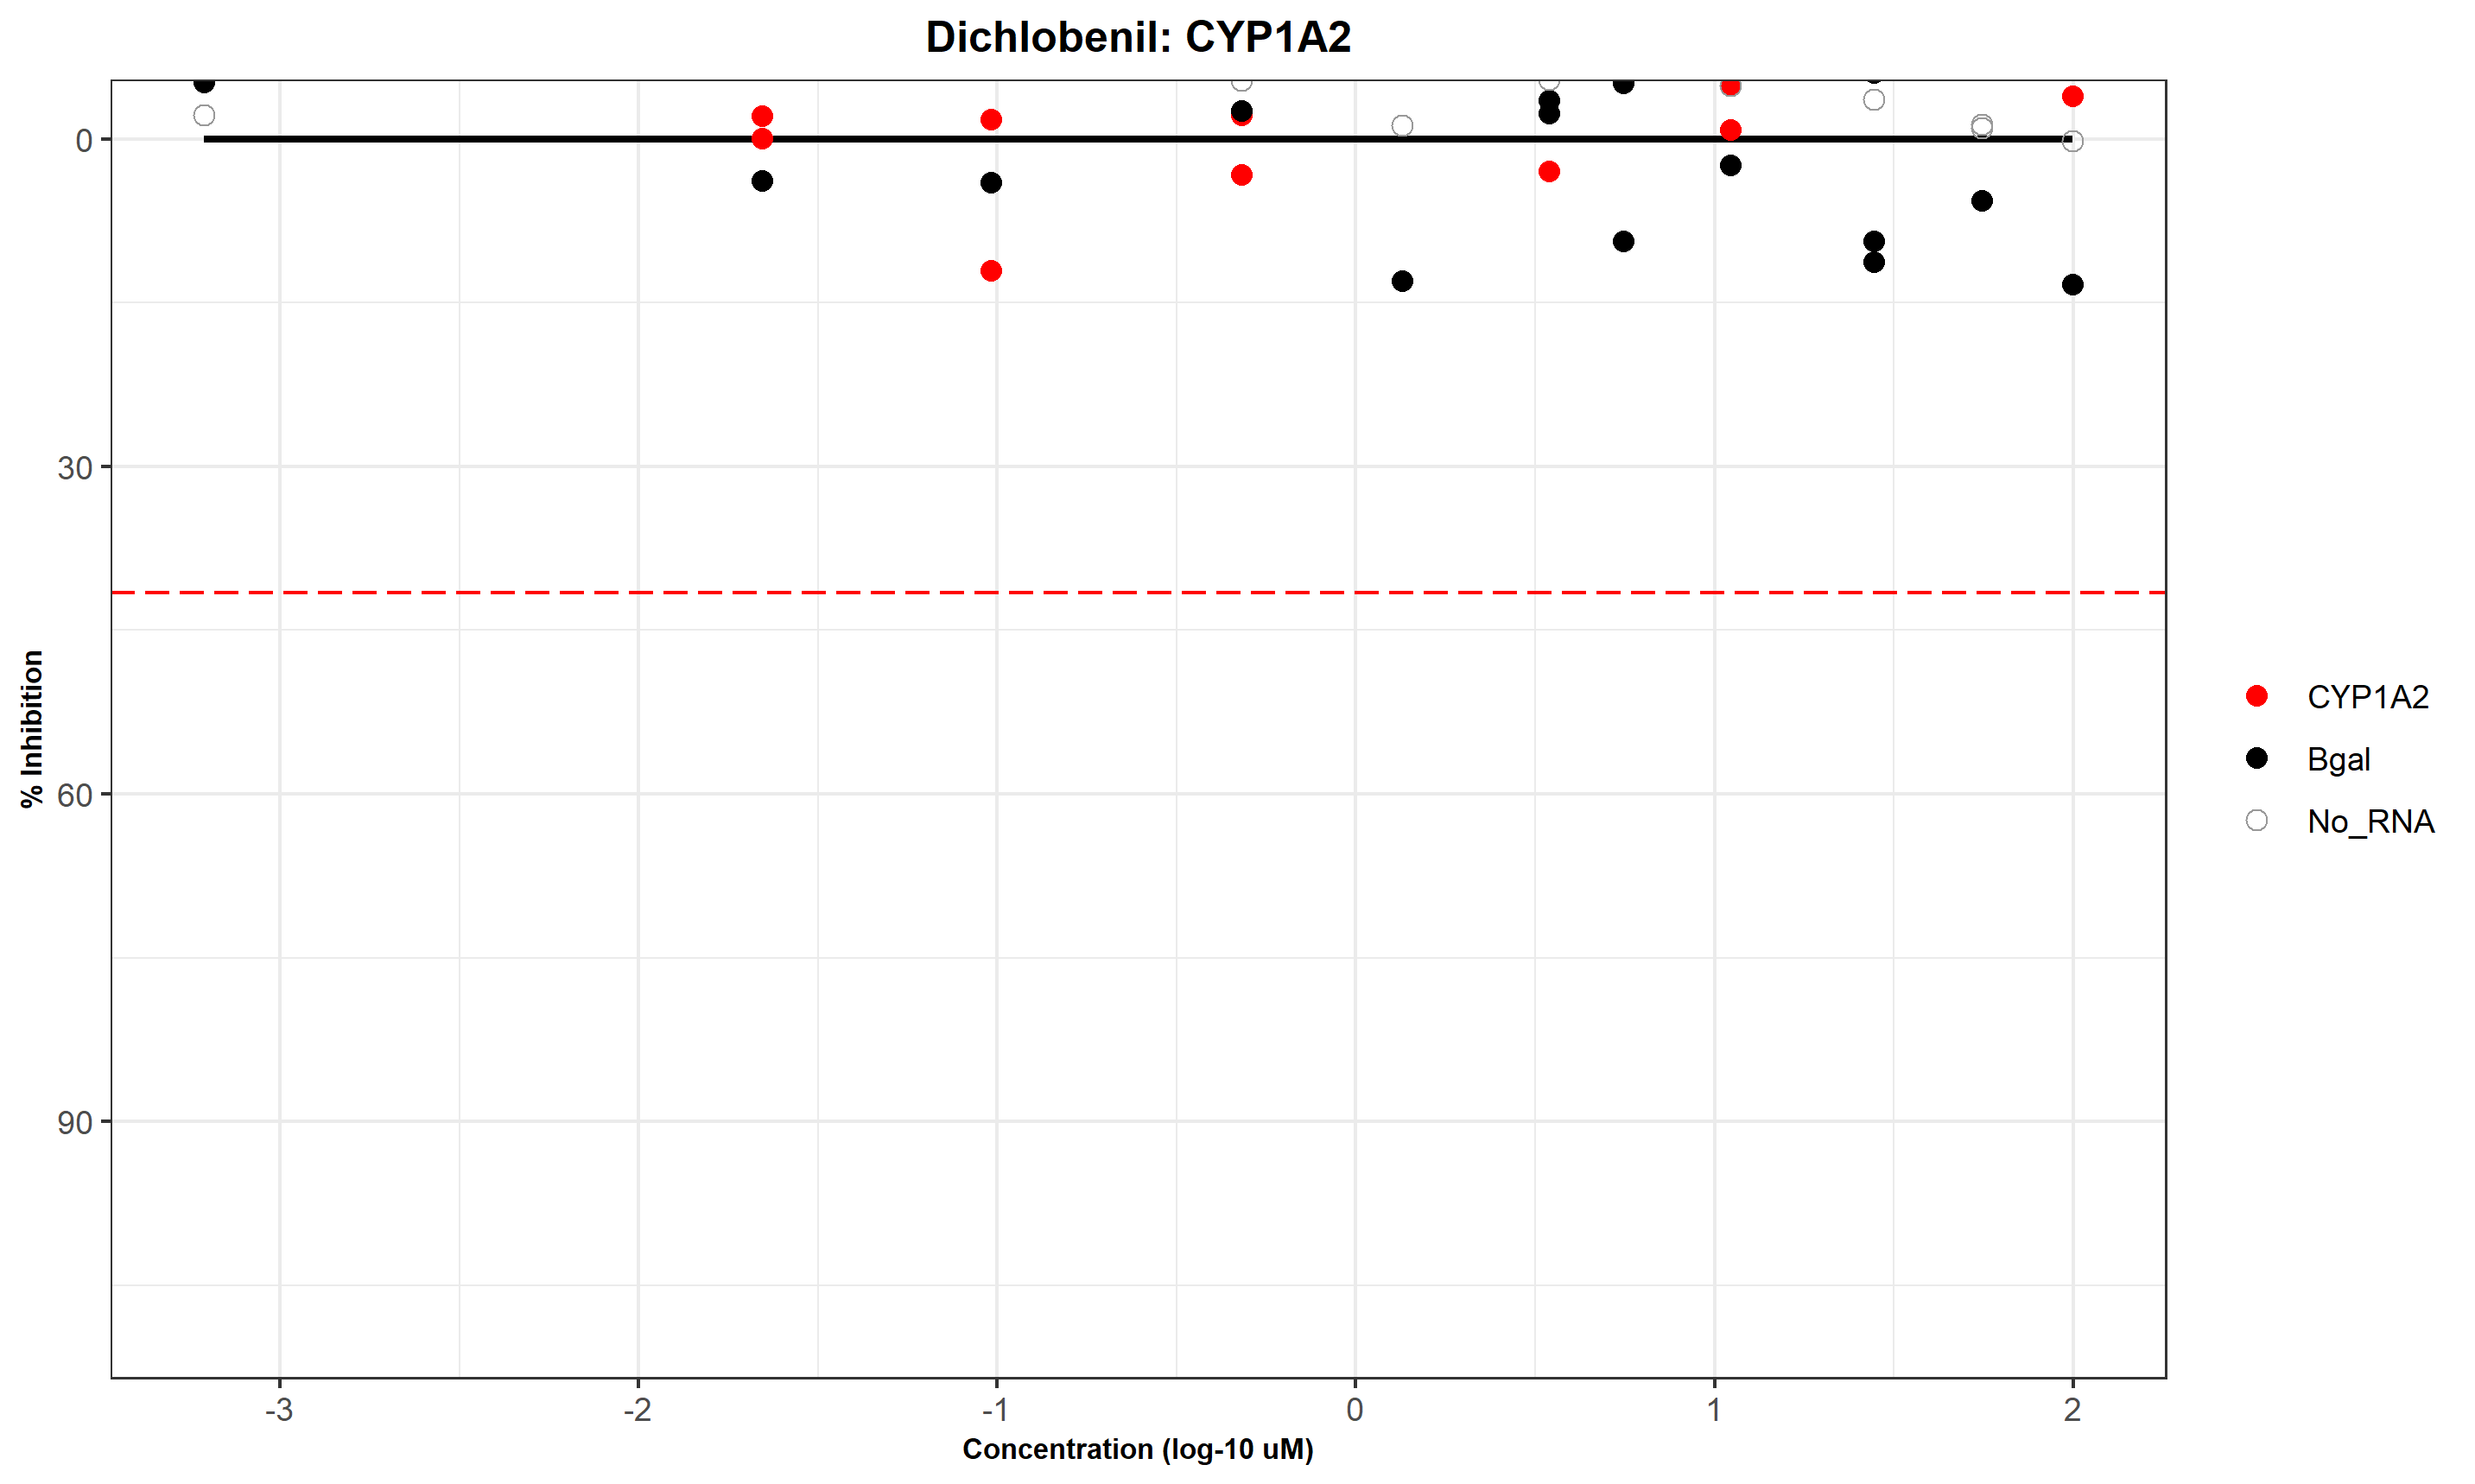 Dichlobenil: CYP1A2
0
30
60
90
% Inhibition
-3
-2
-1
0
1
2
Concentration (log-10 uM)
CYP1A2
Bgal
No_RNA